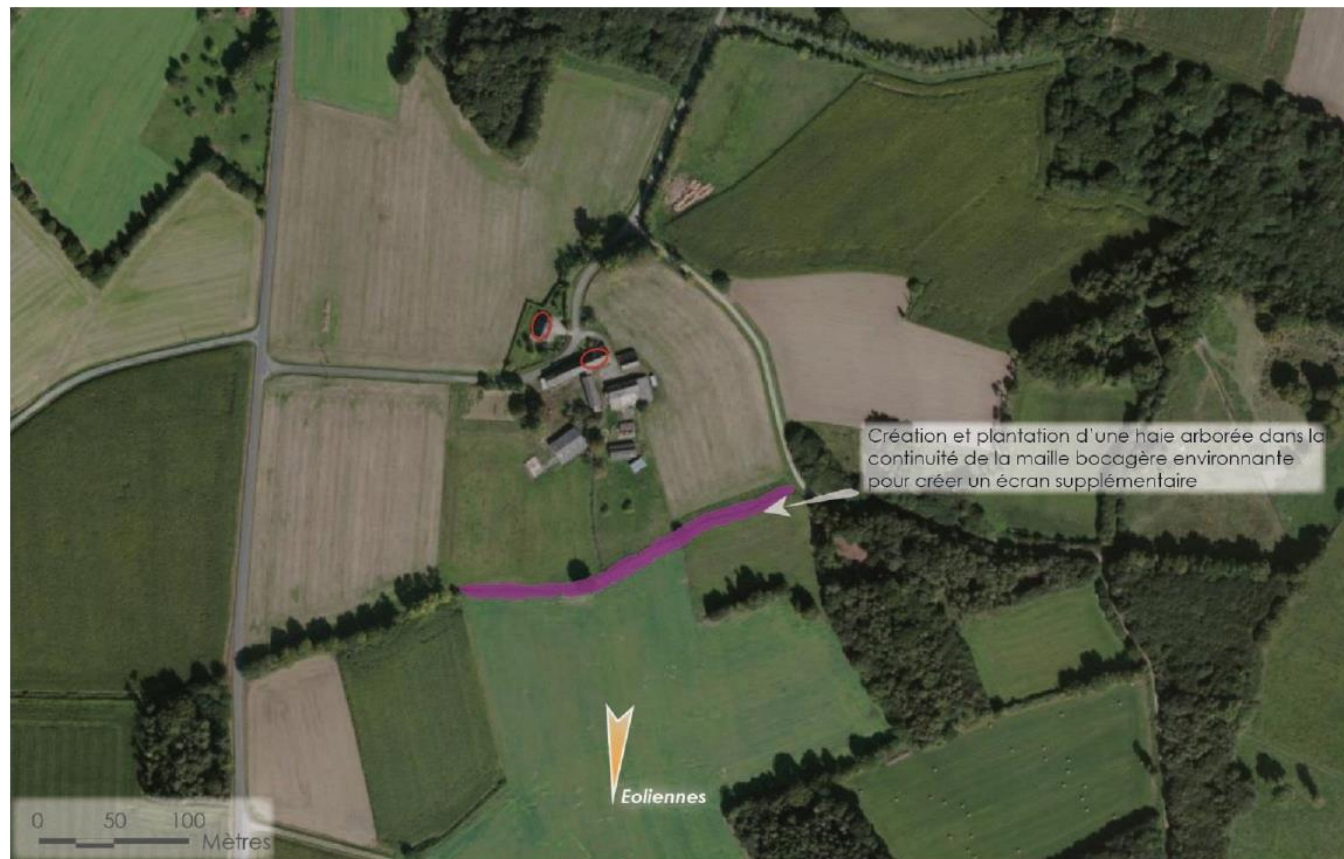 Création et plantation d'une haie arborée dans la
continuité de la maille bocagère environnante
pour créer un écran supplémentaire
Eoliennes
0 50 100
Mètres